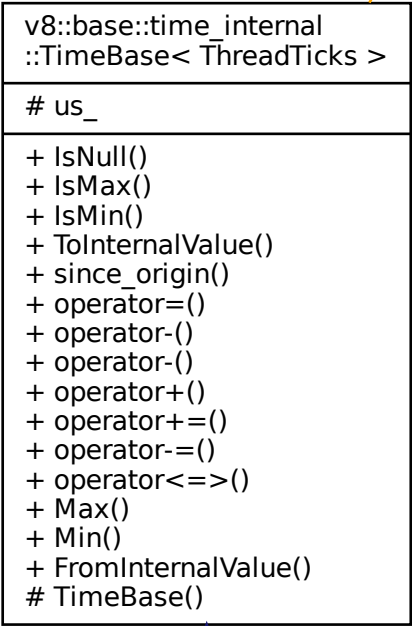 v8::base::time_internal
::TimeBase< ThreadTicks >
# us_
+ IsNull()
+ IsMax()
+ IsMin()
+ ToInternalValue()
+ since_origin()
+ operator=()
+ operator-()
+ operator-()
+ operator+()
+ operator+=()
+ operator-=()
+ operator<=>()
+ Max()
+ Min()
+ FromInternalValue()
# TimeBase()